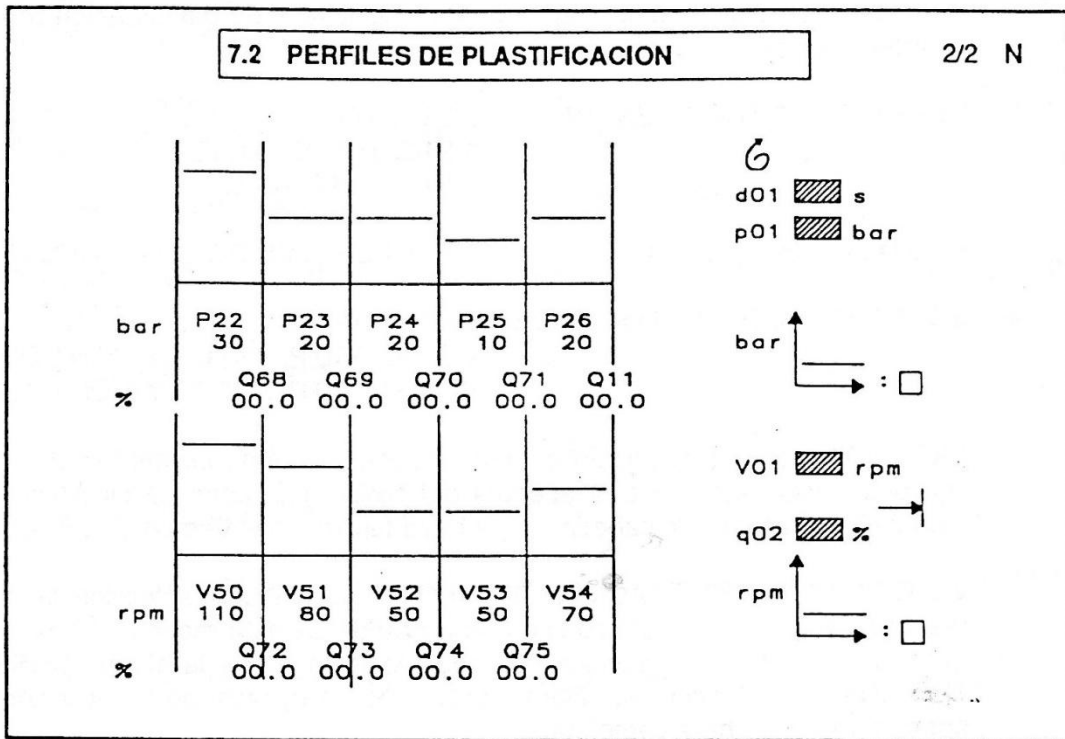 7.2 PERFILES DE PLASTIFICACION
2/2 N
d01 s
p01 bar
bar P22 P23 P24 P25 P26
30 20 20 10 20
Q68 Q69 Q70 Q71 Q11
% 00.0 00.0 00.0 00.0 00.0
bar
:
V01 rpm
q02 %
rpm V50 V51 V52 V53 V54
110 80 50 50 70
Q72 Q73 Q74 Q75
% 00.0 00.0 00.0 00.0
rpm
: